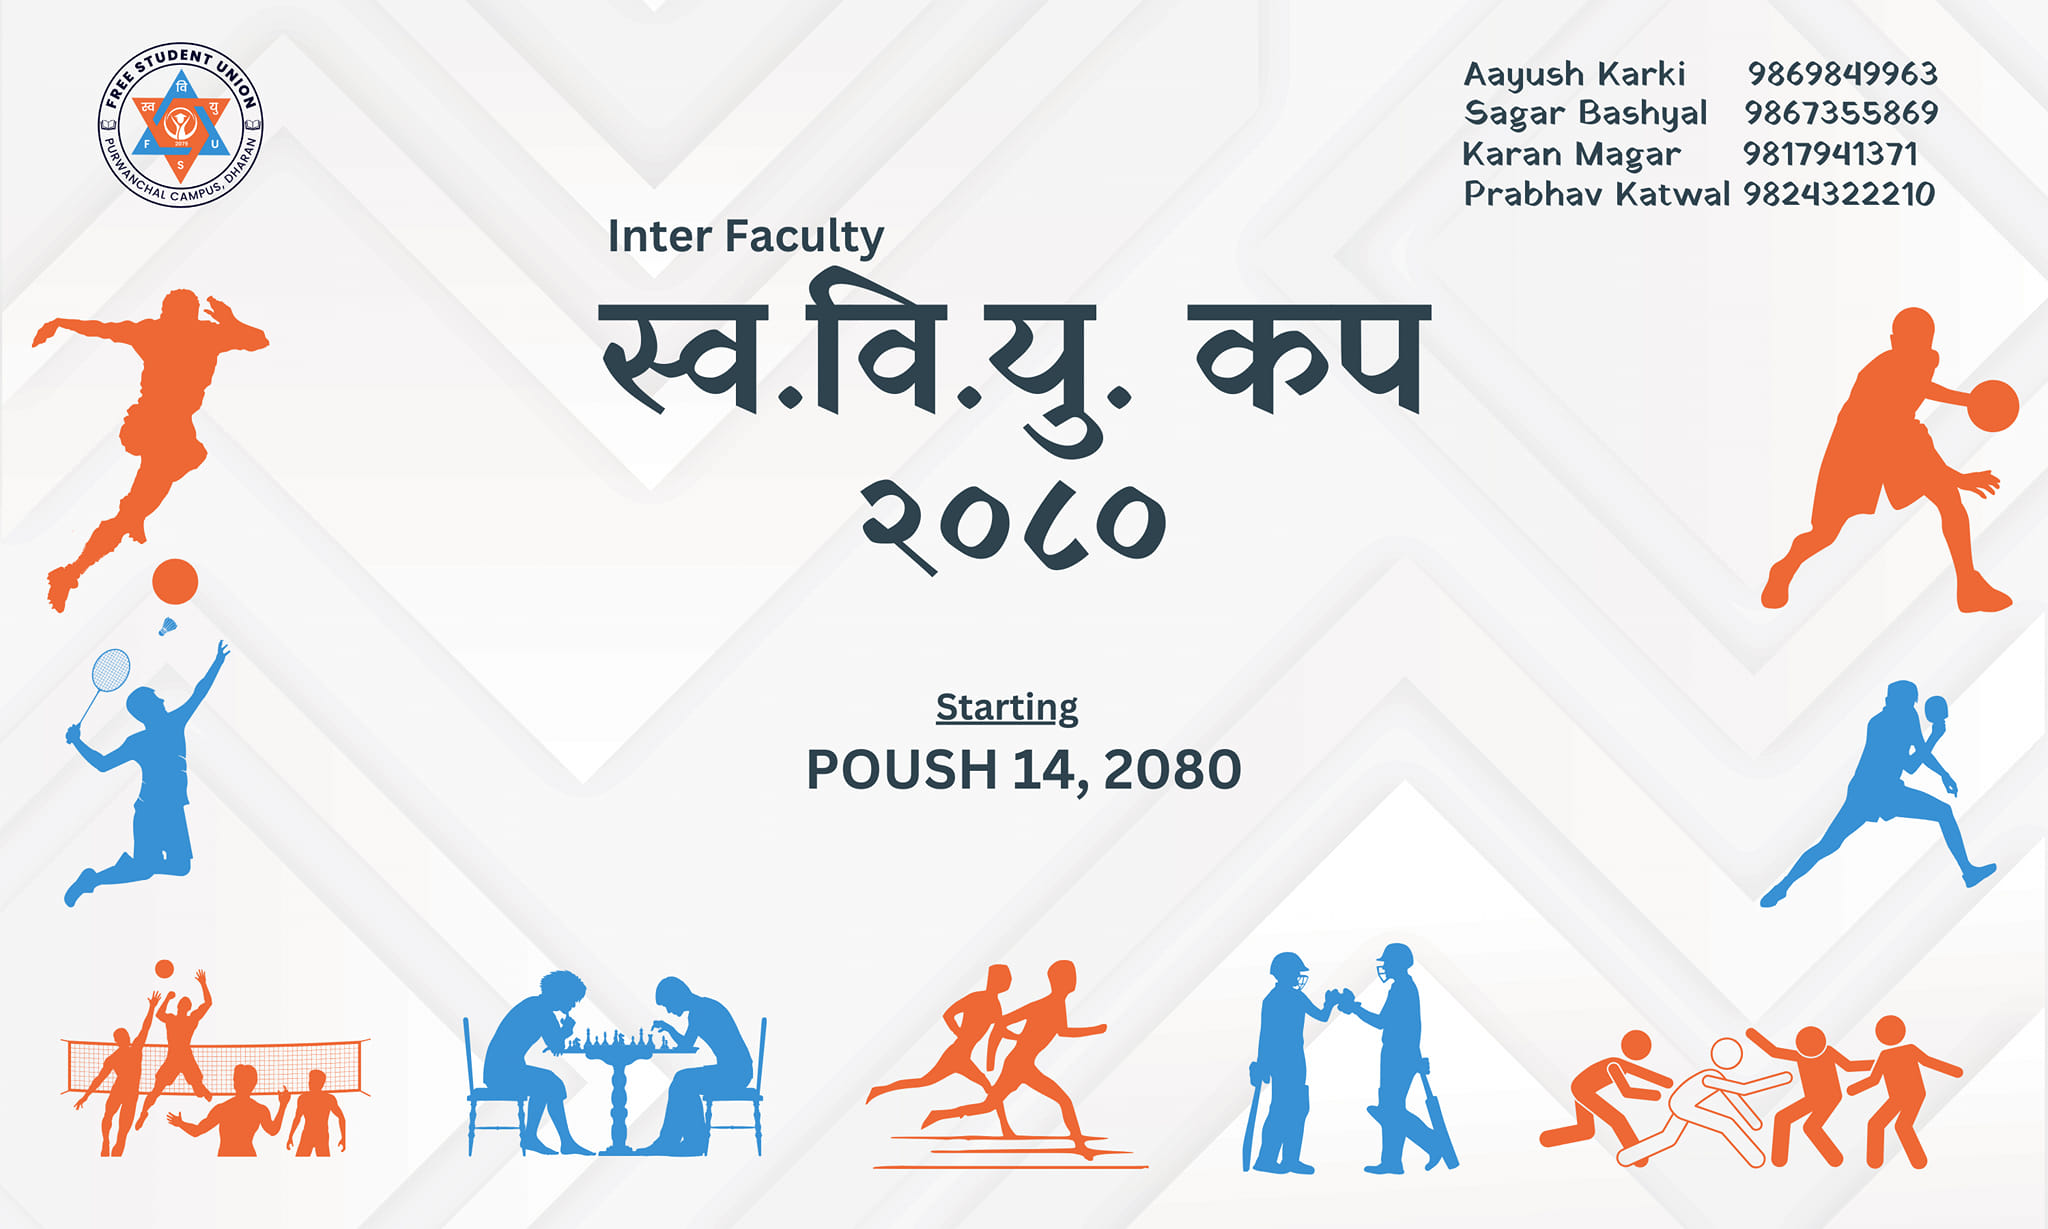 FREE STUDENT UNION
वि
स्व यु
2079
F U
S
PURWANCHAL CAMPUS, DHARAN
Aayush Karki 9869849963
Sagar Bashyal 9867355869
Karan Magar 9817941371
Prabhav Katwal 9824322210
Inter Faculty
स्व.वि.यु. कप
२०८०
Starting
POUSH 14, 2080